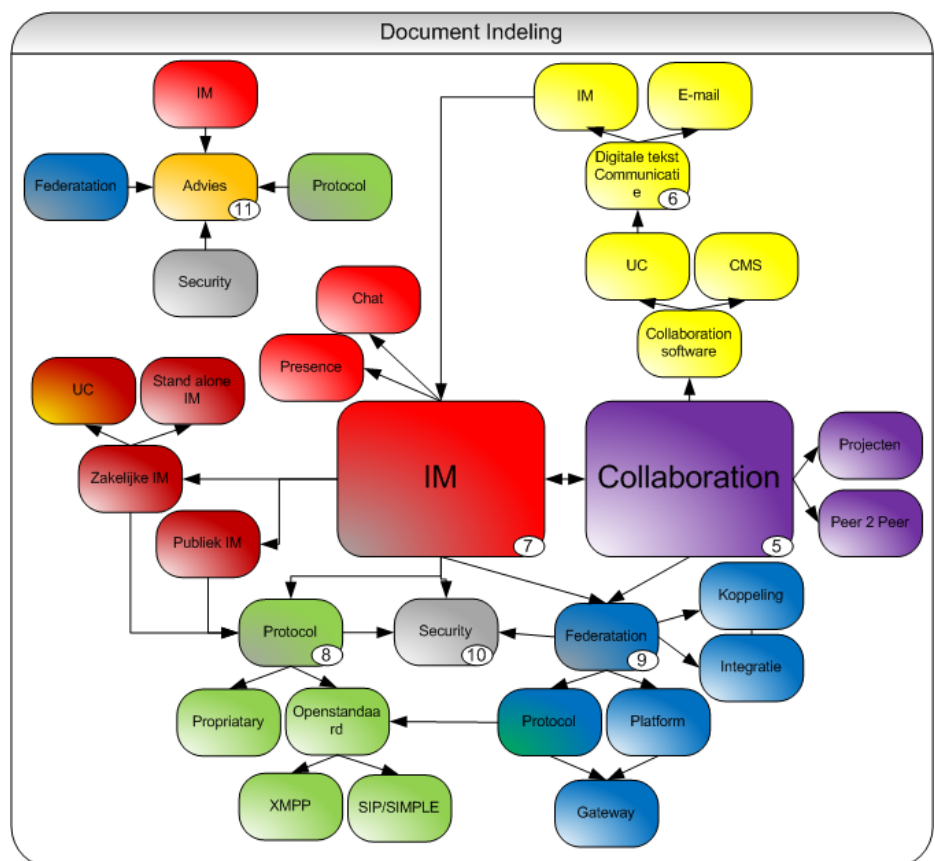 Document Indeling
IM
Federatation
Advies
11
Protocol
Security
IM
E-mail
Digitale tekst
Communicati
e
6
UC
CMS
Collaboration
software
Chat
Presence
UC
Stand alone
IM
Zakelijke IM
Publiek IM
IM
7
Collaboration
5
Projecten
Peer 2 Peer
Protocol
8
Security
10
Federatation
9
Koppeling
Integratie
Propriatary
Openstandaa
rd
Protocol
Platform
XMPP
SIP/SIMPLE
Gateway